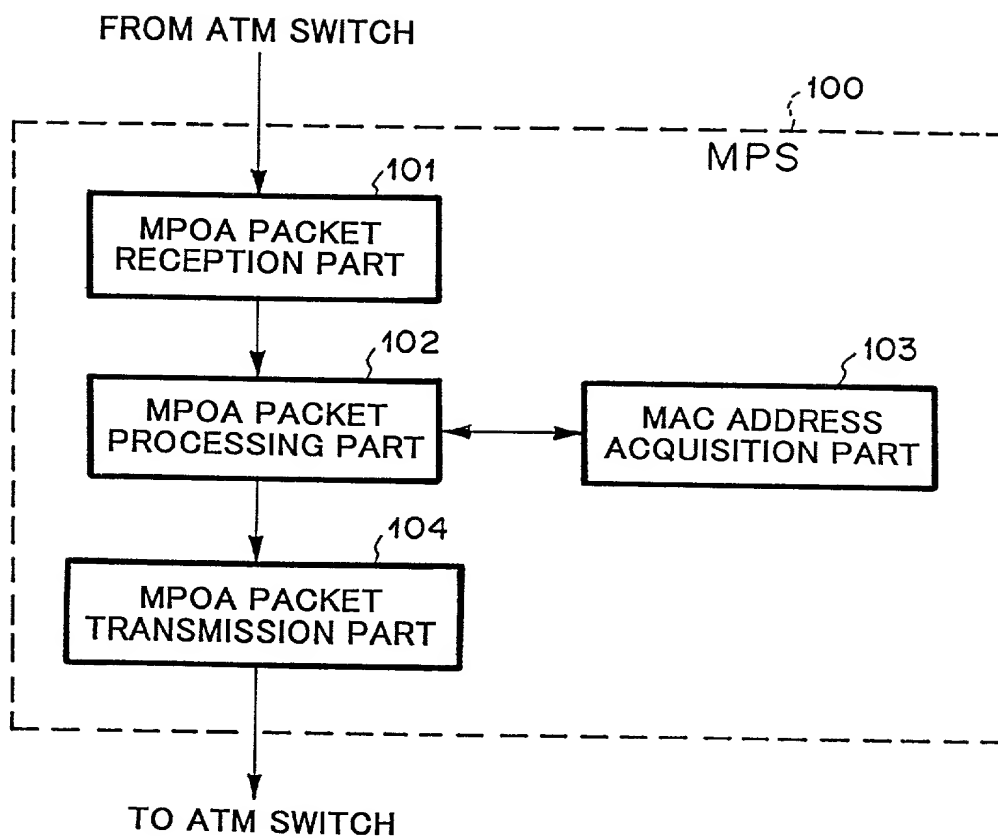 FROM ATM SWITCH
100
MPS
101
MPOA PACKET
RECEPTION PART
102
MPOA PACKET
PROCESSING PART
103
MAC ADDRESS
ACQUISITION PART
104
MPOA PACKET
TRANSMISSION PART
TO ATM SWITCH